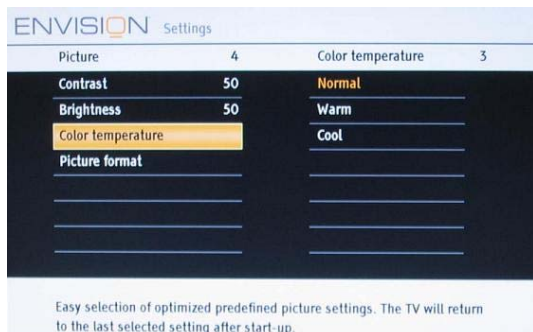 ENVISION Settings
Picture 4 Color temperature 3
Contrast 50 Normal
Brightness 50 Warm
Color temperature Cool
Picture format
Easy selection of optimized predefined picture settings. The TV will return
to the last selected setting after start-up.